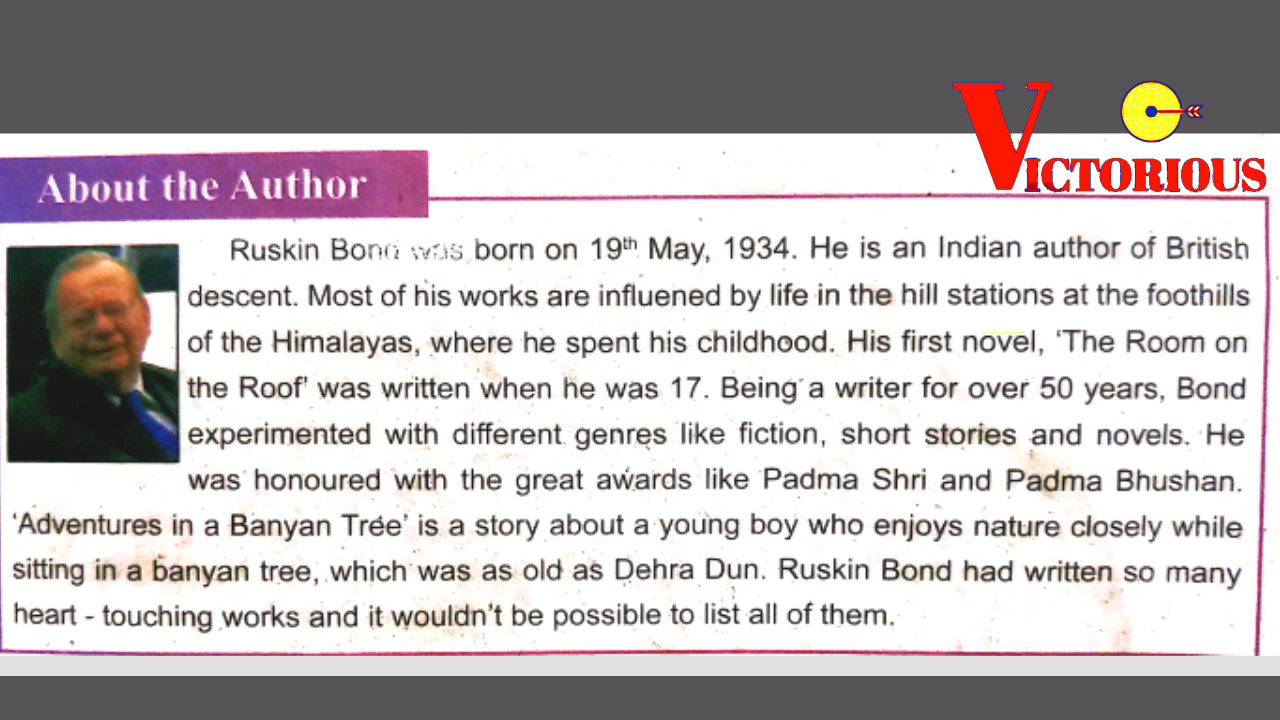 VICTORIOUS
About the Author
Ruskin Bond was born on 19th May, 1934. He is an Indian author of British
descent. Most of his works are influened by life in the hill stations at the foothills
of the Himalayas, where he spent his childhood. His first novel, ‘The Room on
the Roof’ was written when he was 17. Being a writer for over 50 years, Bond
experimented with different genres like fiction, short stories and novels. He
was honoured with the great awards like Padma Shri and Padma Bhushan.
‘Adventures in a Banyan Tree’ is a story about a young boy who enjoys nature closely while
sitting in a banyan tree, which was as old as Dehra Dun. Ruskin Bond had written so many
heart - touching works and it wouldn’t be possible to list all of them.